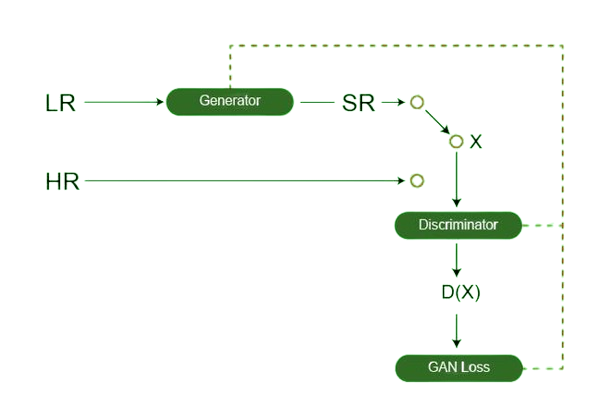 LR
Generator
SR
X
HR
Discriminator
D(X)
GAN Loss